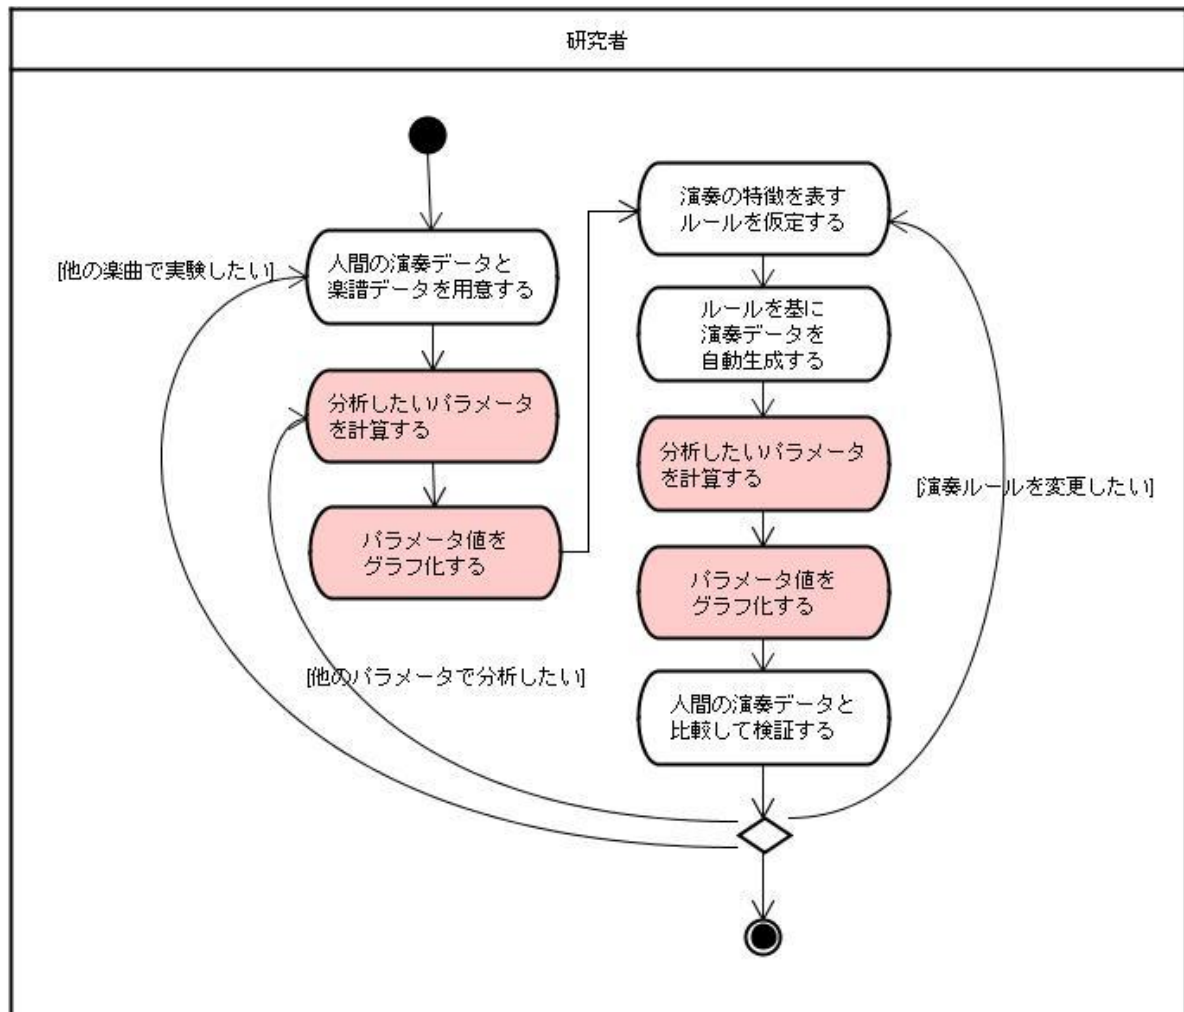 研究者
[他の楽曲で実験したい]
人間の演奏データと
楽譜データを用意する
分析したいパラメータ
を計算する
パラメータ値を
グラフ化する
[他のパラメータで分析したい]
演奏の特徴を表す
ルールを仮定する
ルールを基に
演奏データを
自動生成する
分析したいパラメータ
を計算する
[演奏ルールを変更したい]
パラメータ値を
グラフ化する
人間の演奏データと
比較して検証する